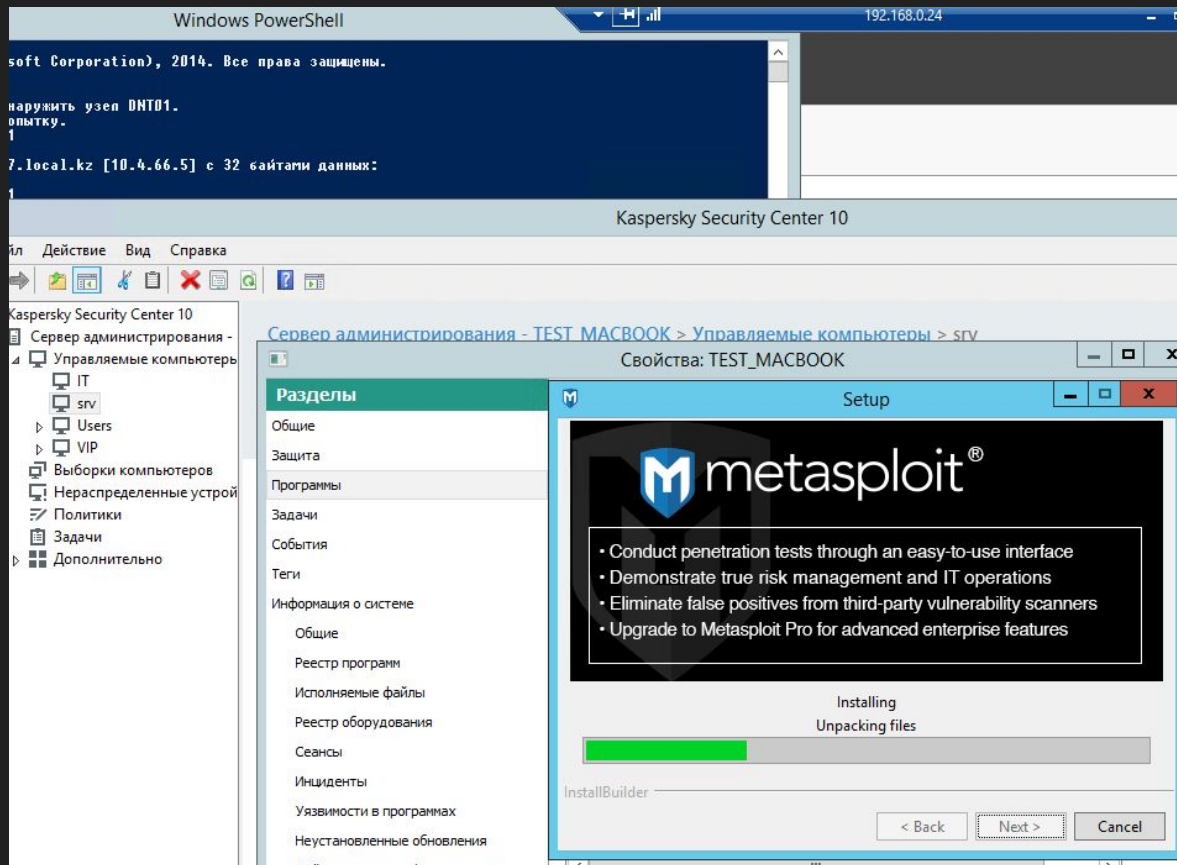 Windows PowerShell
192.168.0.24
soft Corporation), 2014. Все права защищены.
наружить узел DNT01.
опытку.
1
7.local.kz [10.4.66.5] с 32 байтами данных:
1
Kaspersky Security Center 10
йл Действие Вид Справка
Kaspersky Security Center 10
Сервер администрирования -
Управляемые компьютеры
IT
srv
Users
VIP
Выборки компьютеров
Нераспределенные устрой
Политики
Задачи
Дополнительно
Сервер администрирования - TEST_MACBOOK > Управляемые компьютеры > srv
Свойства: TEST_MACBOOK
Разделы
Общие
Защита
Программы
Задачи
События
Теги
Информация о системе
Общие
Реестр программ
Исполняемые файлы
Реестр оборудования
Сеансы
Инциденты
Уязвимости в программах
Неустановленные обновления
Setup
metasploit®
• Conduct penetration tests through an easy-to-use interface
• Demonstrate true risk management and IT operations
• Eliminate false positives from third-party vulnerability scanners
• Upgrade to Metasploit Pro for advanced enterprise features
Installing
Unpacking files
InstallBuilder
< Back
Next >
Cancel